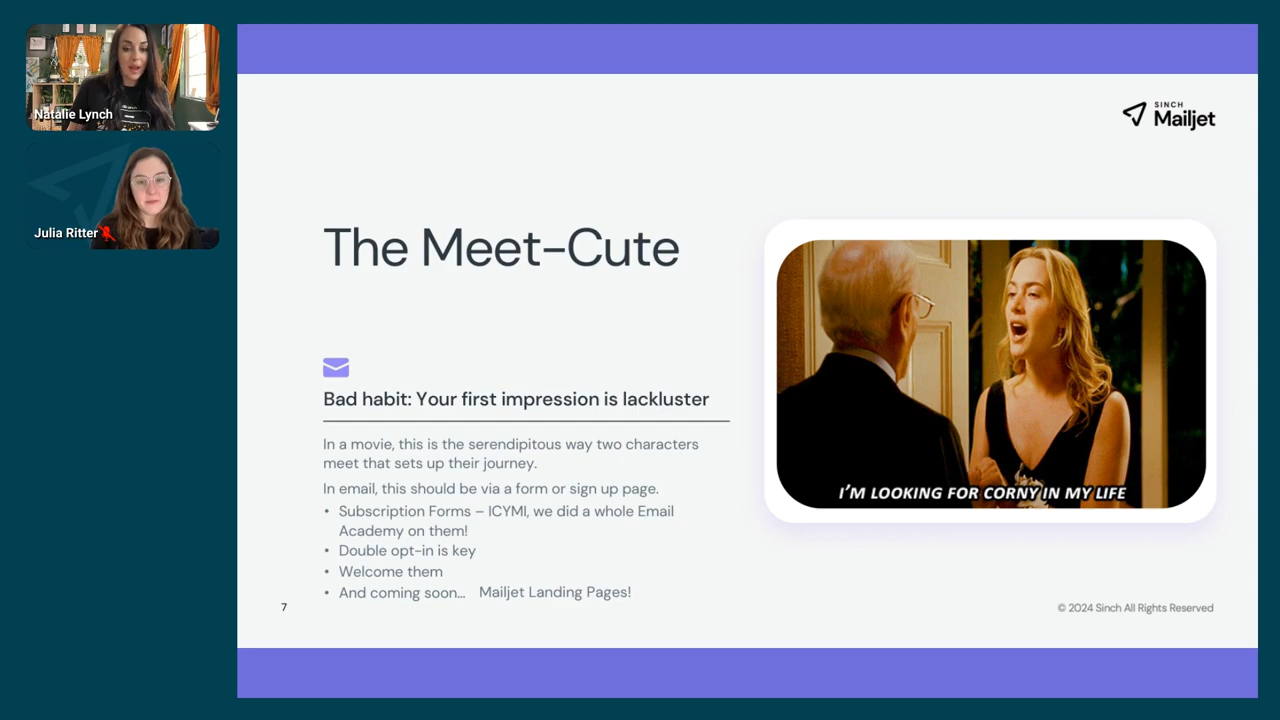 Natalie Lynch
Julia Ritter
SINCH
Mailjet
The Meet-Cute
Bad habit: Your first impression is lackluster
In a movie, this is the serendipitous way two characters
meet that sets up their journey.
In email, this should be via a form or sign up page.
• Subscription Forms – ICYMI, we did a whole Email
Academy on them!
• Double opt-in is key
• Welcome them
• And coming soon... Mailjet Landing Pages!
I'M LOOKING FOR CORNY IN MY LIFE
7
© 2024 Sinch All Rights Reserved